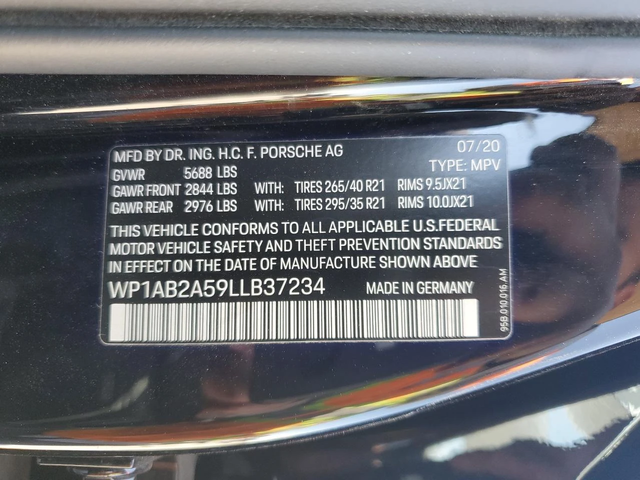 MFD BY DR. ING. H.C. F. PORSCHE AG 07/20
GVWR 5688 LBS TYPE: MPV
GAWR FRONT 2844 LBS WITH: TIRES 265/40 R21 RIMS 9.5JX21
GAWR REAR 2976 LBS WITH: TIRES 295/35 R21 RIMS 10.0JX21
THIS VEHICLE CONFORMS TO ALL APPLICABLE U.S.FEDERAL
MOTOR VEHICLE SAFETY AND THEFT PREVENTION STANDARDS
IN EFFECT ON THE DATE OF MANUFACTURE SHOWN ABOVE
WP1AB2A59LLB37234 MADE IN GERMANY
95B.010.016.AM